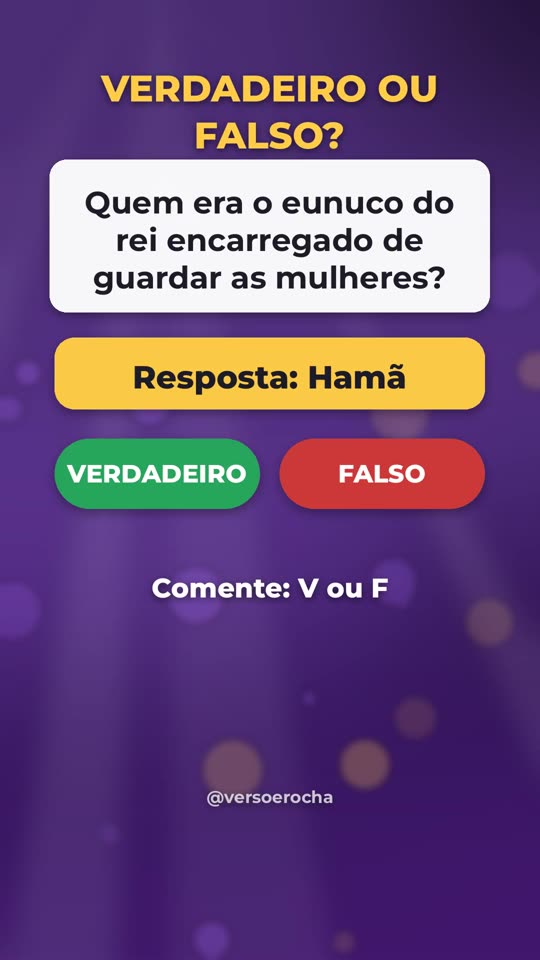 VERDADEIRO OU
FALSO?
Quem era o eunuco do
rei encarregado de
guardar as mulheres?
Resposta: Hamã
VERDADEIRO
FALSO
Comente: V ou F
@versoerocha